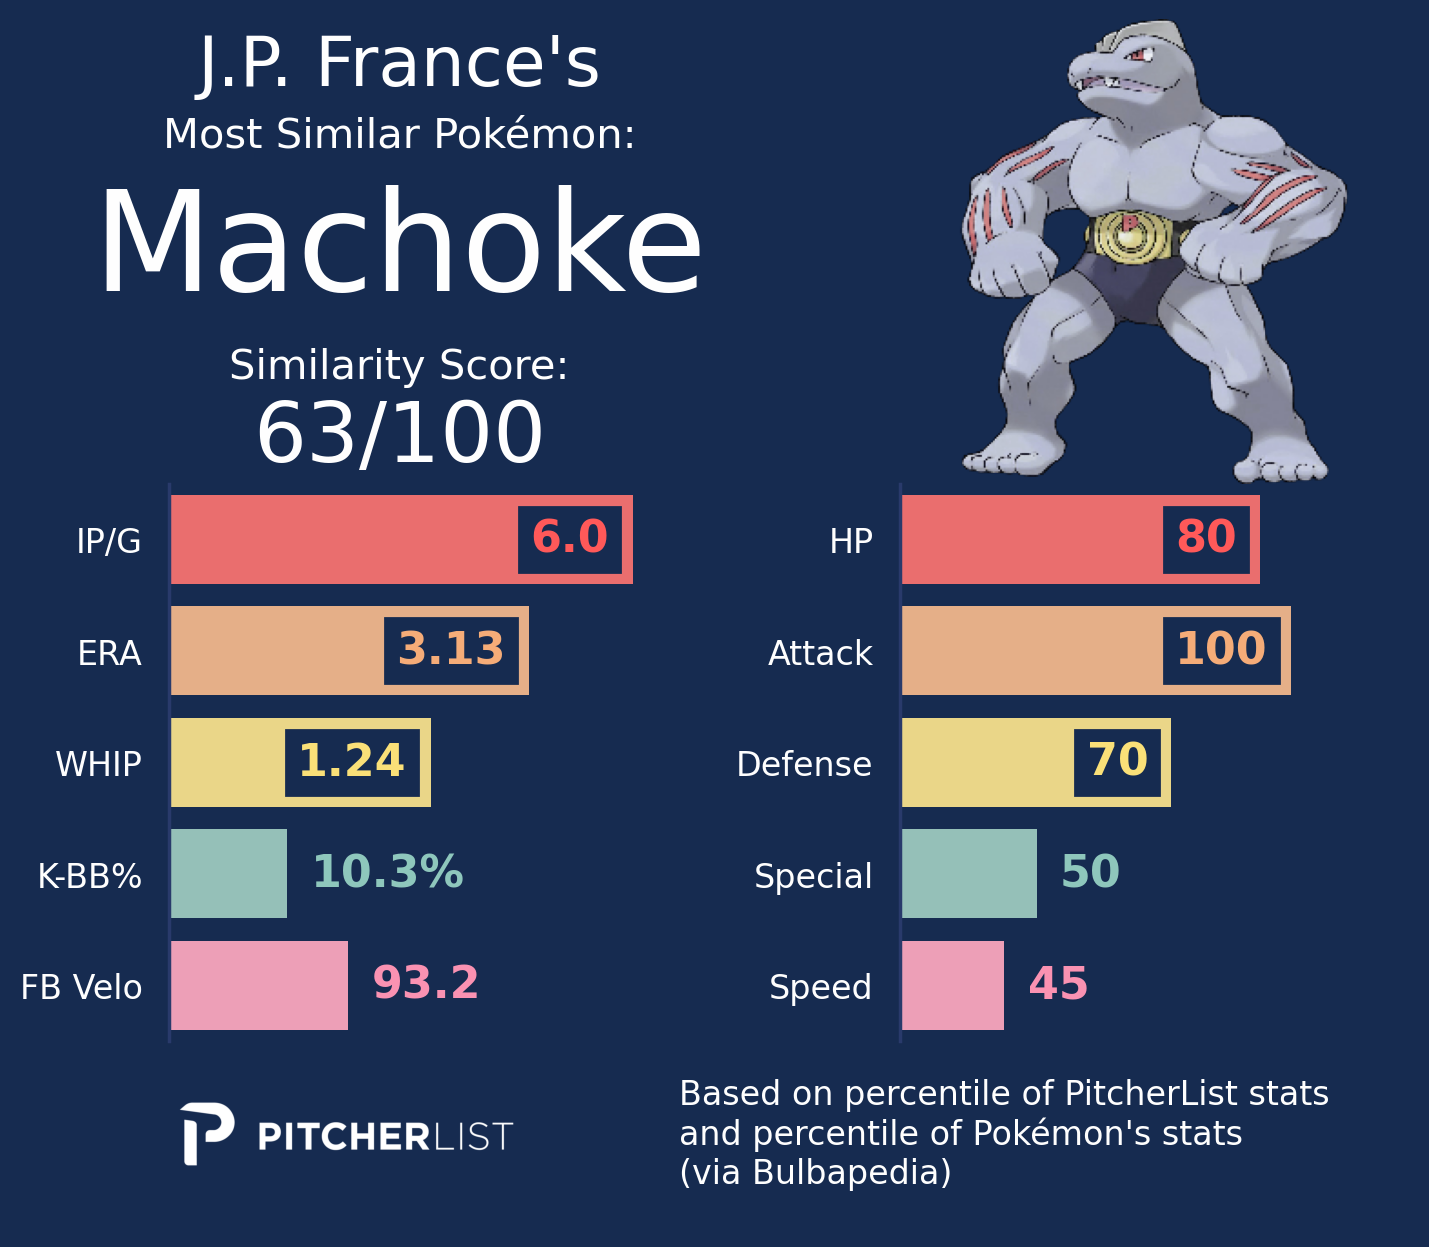 J.P. France's
Most Similar Pokémon:
Machoke
Similarity Score:
63/100
IP/G 6.0
ERA 3.13
WHIP 1.24
K-BB% 10.3%
FB Velo 93.2
HP 80
Attack 100
Defense 70
Special 50
Speed 45
PITCHERLIST
Based on percentile of PitcherList stats
and percentile of Pokémon's stats
(via Bulbapedia)